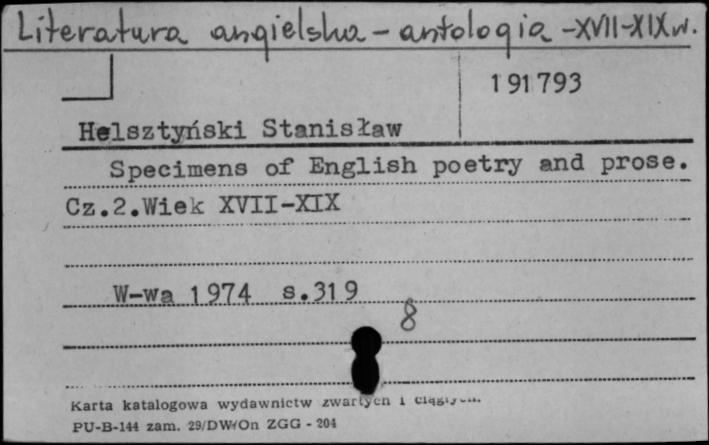 Literatura angielska - antologia - XVII-XIX w.
191793
Helsztyński Stanisław
Specimens of English poetry and prose.
Cz.2.Wiek XVII-XIX
W-wa 1974 s.319
8
Karta katalogowa wydawnictw zwartych i ciągłych.
PU-B-144 zam. 29/DW/On ZGG - 204